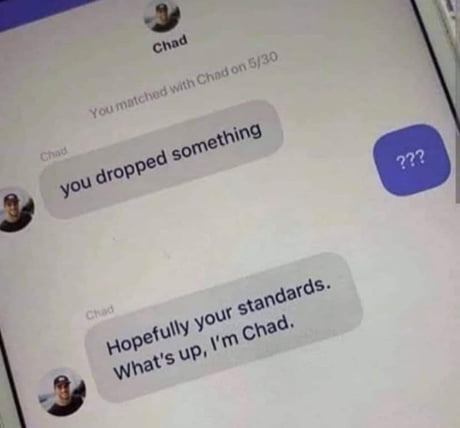 Chad
You matched with Chad on 5/30
Chad
you dropped something
???
Chad
Hopefully your standards.
What's up, I'm Chad.